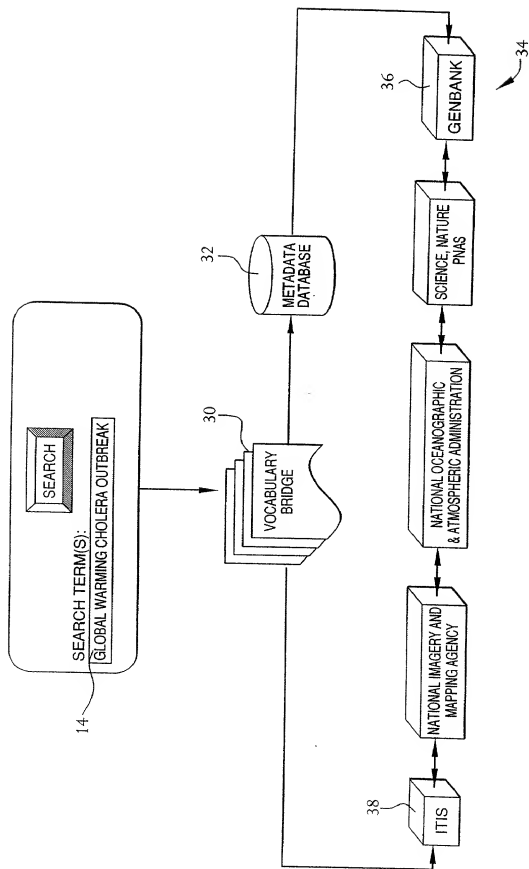 SEARCH
SEARCH TERM(S):
GLOBAL WARMING CHOLERA OUTBREAK
14
30
VOCABULARY
BRIDGE
32
METADATA
DATABASE
38
ITIS
NATIONAL IMAGERY AND
MAPPING AGENCY
NATIONAL OCEANOGRAPHIC
& ATMOSPHERIC ADMINISTRATION
SCIENCE, NATURE
PNAS
36
GENBANK
34